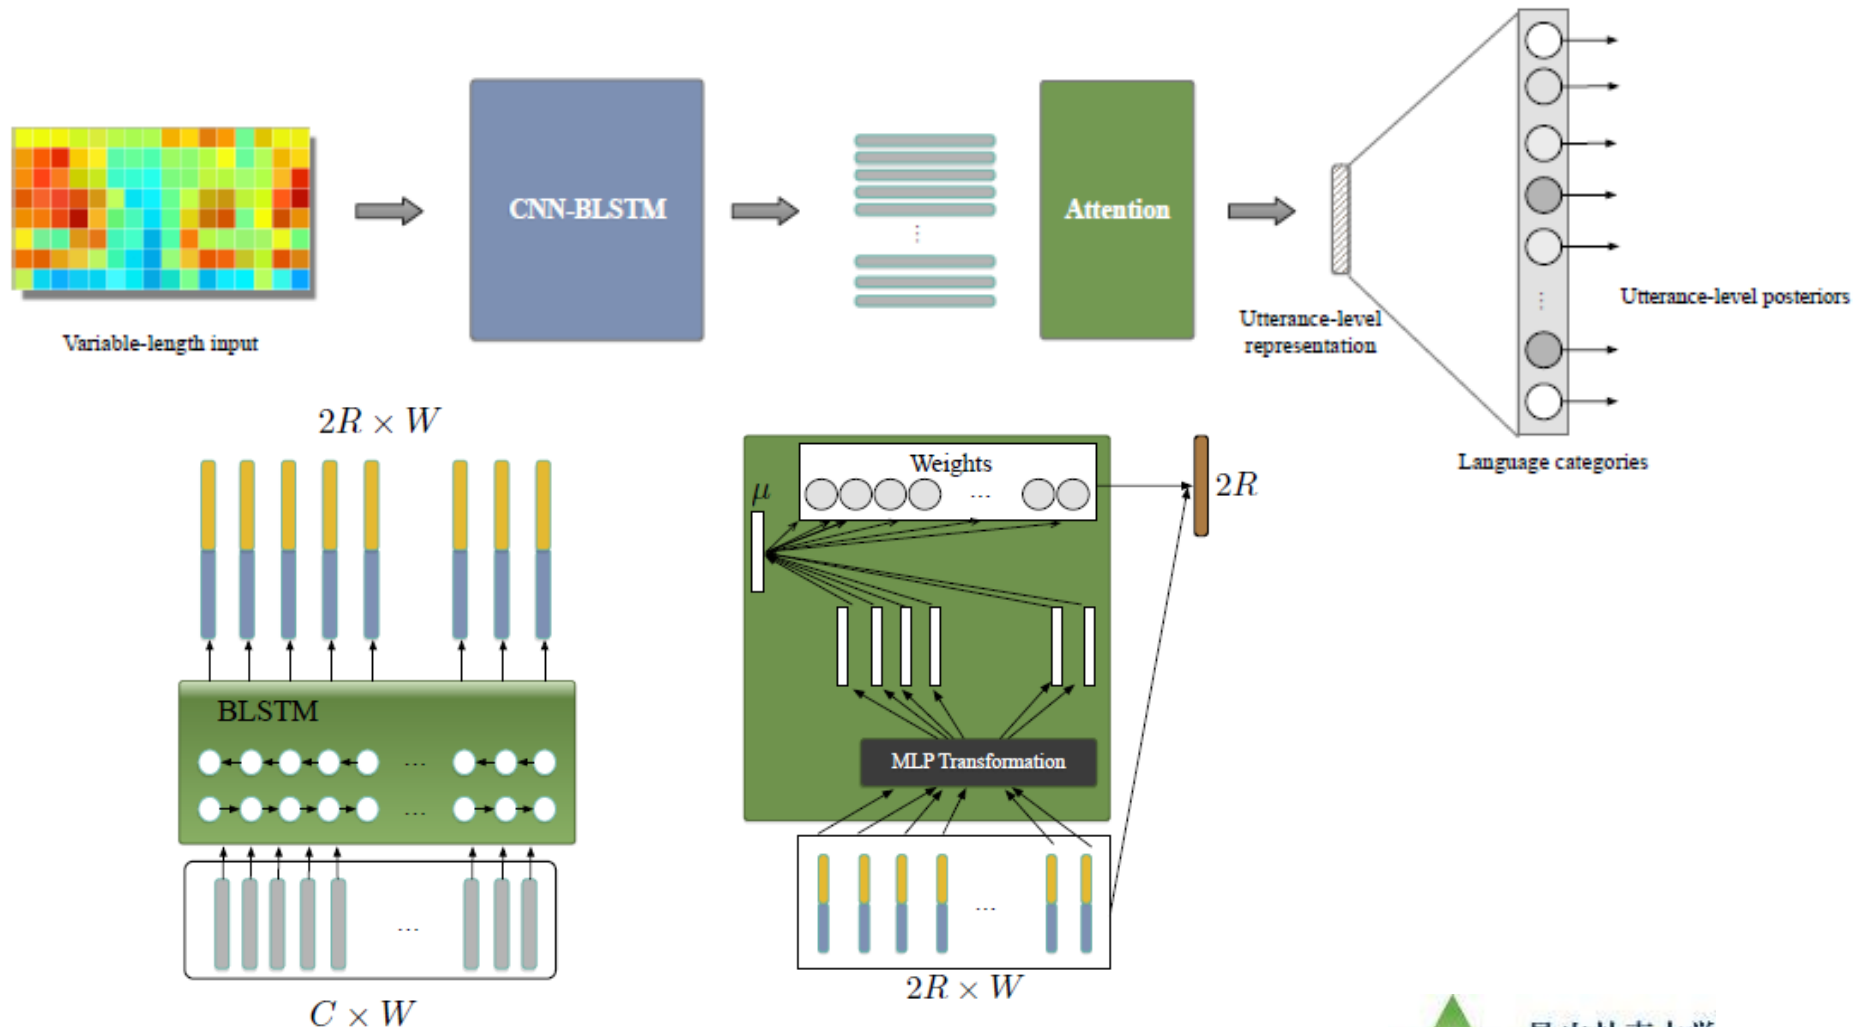 CNN-BLSTM
Attention
Variable-length input
Utterance-level
representation
Utterance-level posteriors
Language categories
2R × W
BLSTM
...
...
...
C × W
Weights
μ
...
2R
MLP Transformation
...
2R × W